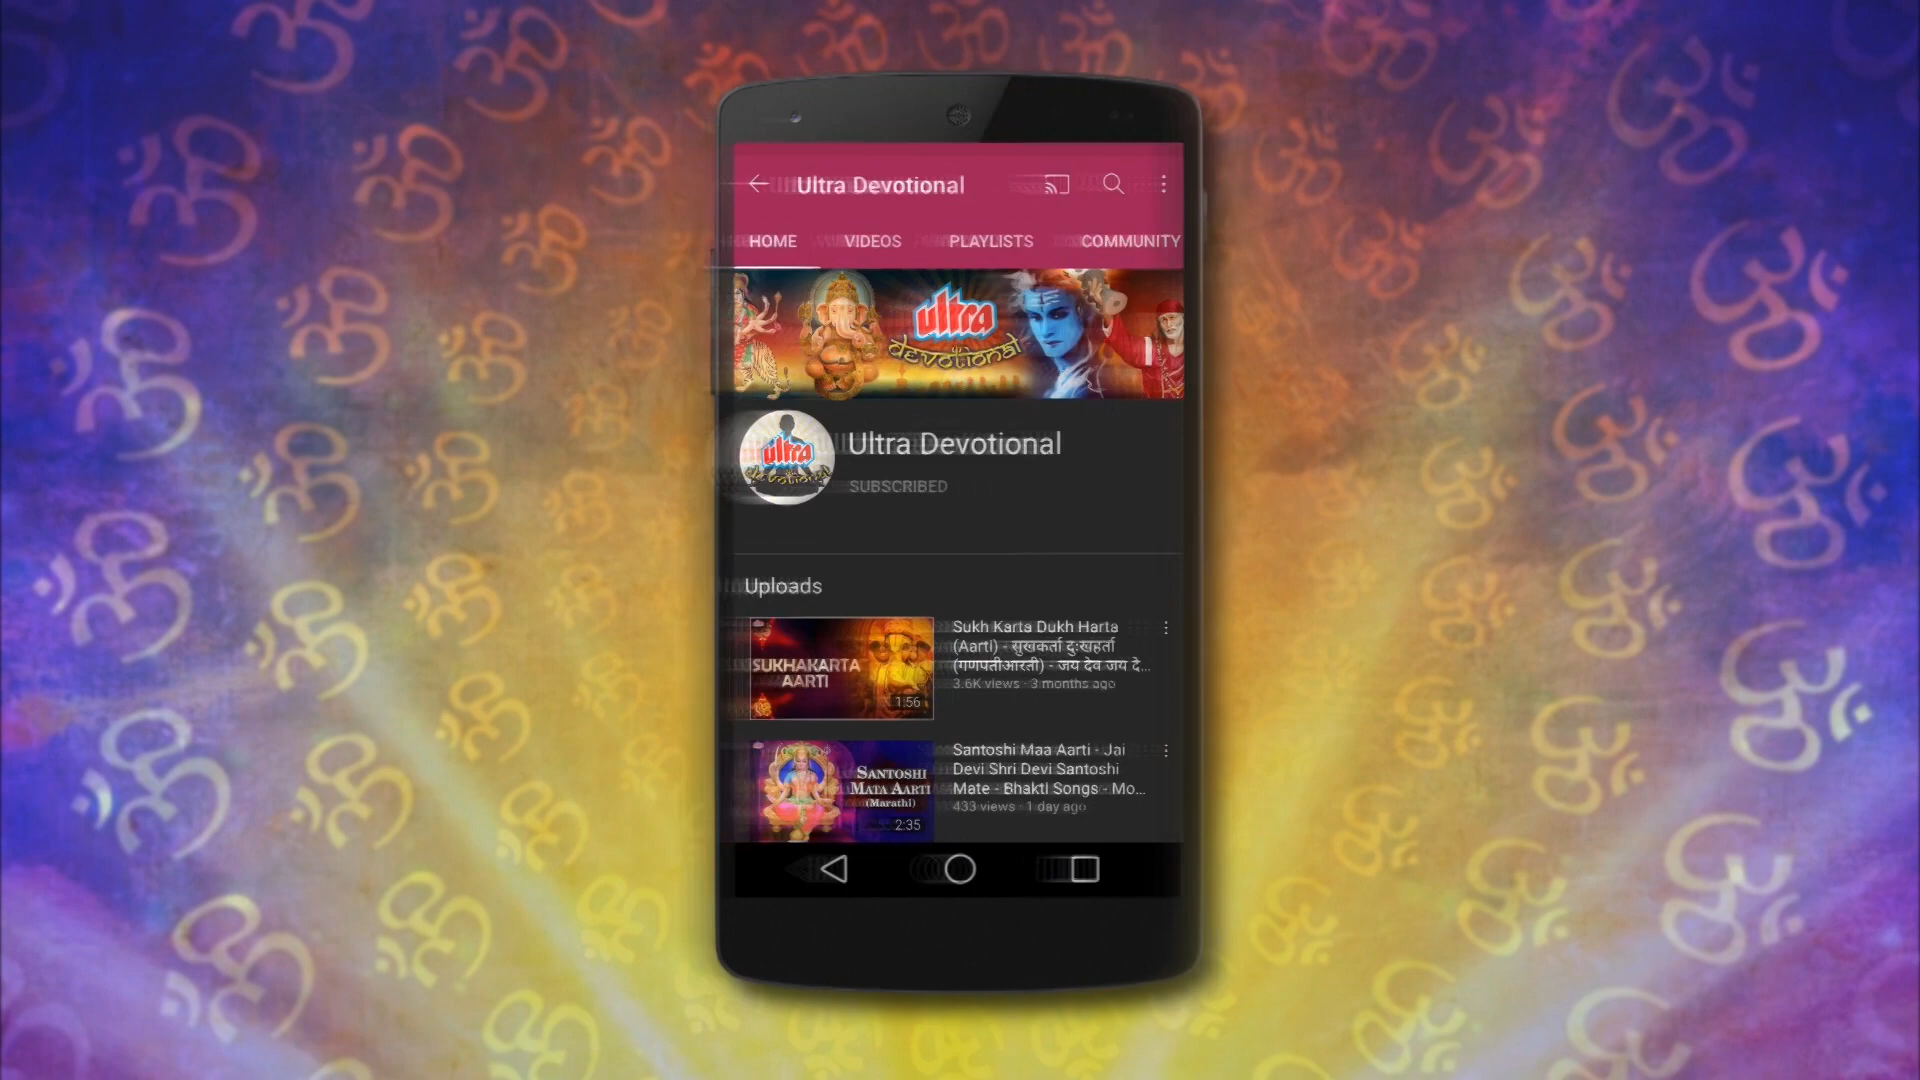 Ultra Devotional
HOME VIDEOS PLAYLISTS COMMUNITY
ultra
devotional
ultra
devotional
Ultra Devotional
SUBSCRIBED
Uploads
SUKHAKARTA
AARTI
1:56
Sukh Karta Dukh Harta
(Aarti) - सुखकर्ता दुःखहर्ता
(गणपतीआरती) - जय देव जय दे...
3.6K views · 3 months ago
SANTOSHI
MATA AARTI
(Marathi)
2:35
Santoshi Maa Aarti - Jai
Devi Shri Devi Santoshi
Mate - Bhakti Songs - Mo...
433 views · 1 day ago
ॐ